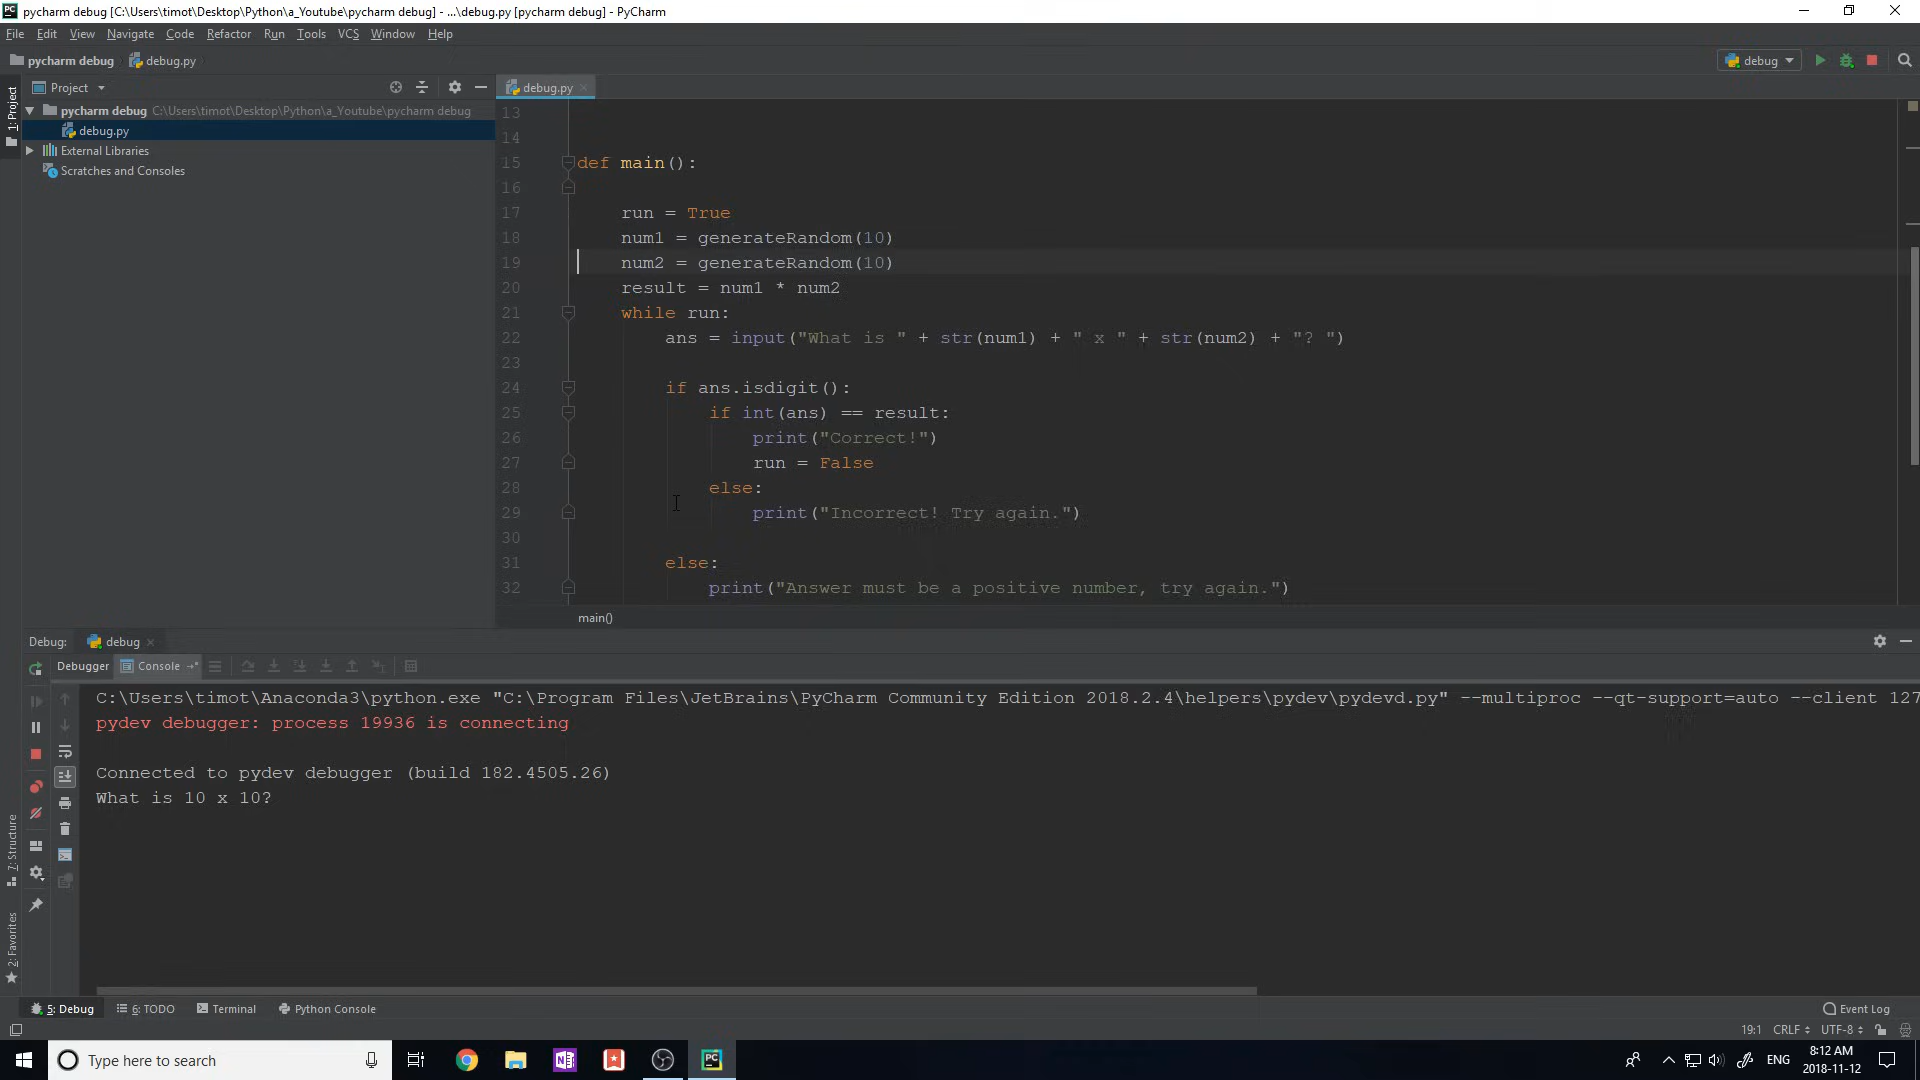 pycharm debug [C:\Users\timot\Desktop\Python\a_Youtube\pycharm debug] - ...\debug.py [pycharm debug] - PyCharm
File Edit View Navigate Code Refactor Run Tools VCS Window Help
pycharm debug debug.py debug
Project debug.py
1: Project
pycharm debug C:\Users\timot\Desktop\Python\a_Youtube\pycharm debug
debug.py
External Libraries
Scratches and Consoles
13
14
15 def main():
16
17 run = True
18 num1 = generateRandom(10)
19 num2 = generateRandom(10)
20 result = num1 * num2
21 while run:
22 ans = input("What is " + str(num1) + " x " + str(num2) + "? ")
23
24 if ans.isdigit():
25 if int(ans) == result:
26 print("Correct!")
27 run = False
28 else:
29 print("Incorrect! Try again.")
30
31 else:
32 print("Answer must be a positive number, try again.")
main()
Debug: debug
Debugger Console
C:\Users\timot\Anaconda3\python.exe "C:\Program Files\JetBrains\PyCharm Community Edition 2018.2.4\helpers\pydev\pydevd.py" --multiproc --qt-support=auto --client 127
pydev debugger: process 19936 is connecting
Connected to pydev debugger (build 182.4505.26)
What is 10 x 10?
7: Structure
2: Favorites
5: Debug 6: TODO Terminal Python Console Event Log
19:1 CRLF UTF-8
Type here to search
PC
ENG
8:12 AM
2018-11-12